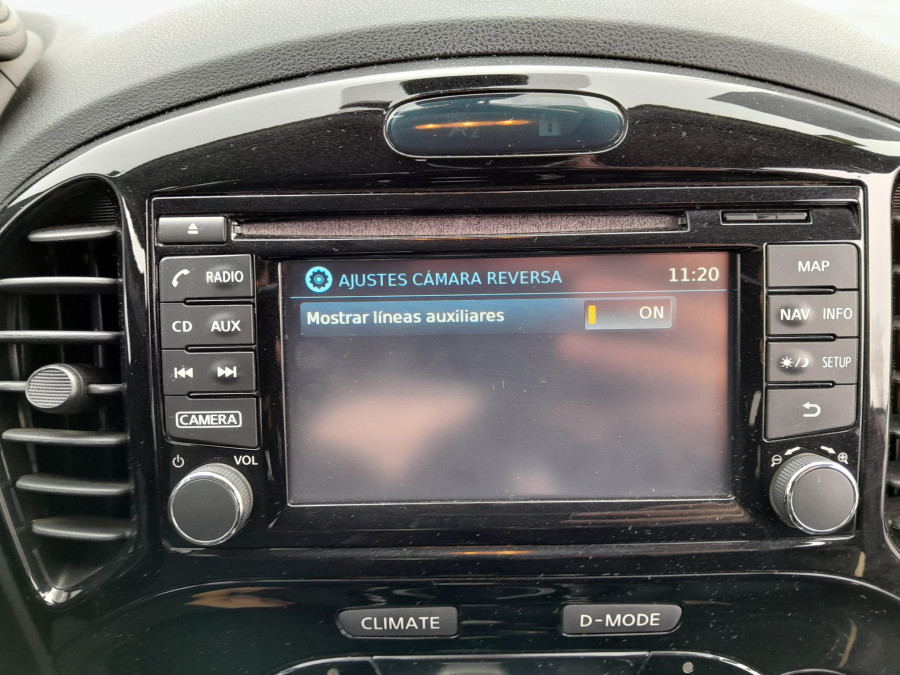 AJUSTES CÁMARA REVERSA 11:20
Mostrar líneas auxiliares ON
RADIO
CD AUX
CAMERA
VOL
MAP
NAV INFO
SETUP
CLIMATE D-MODE